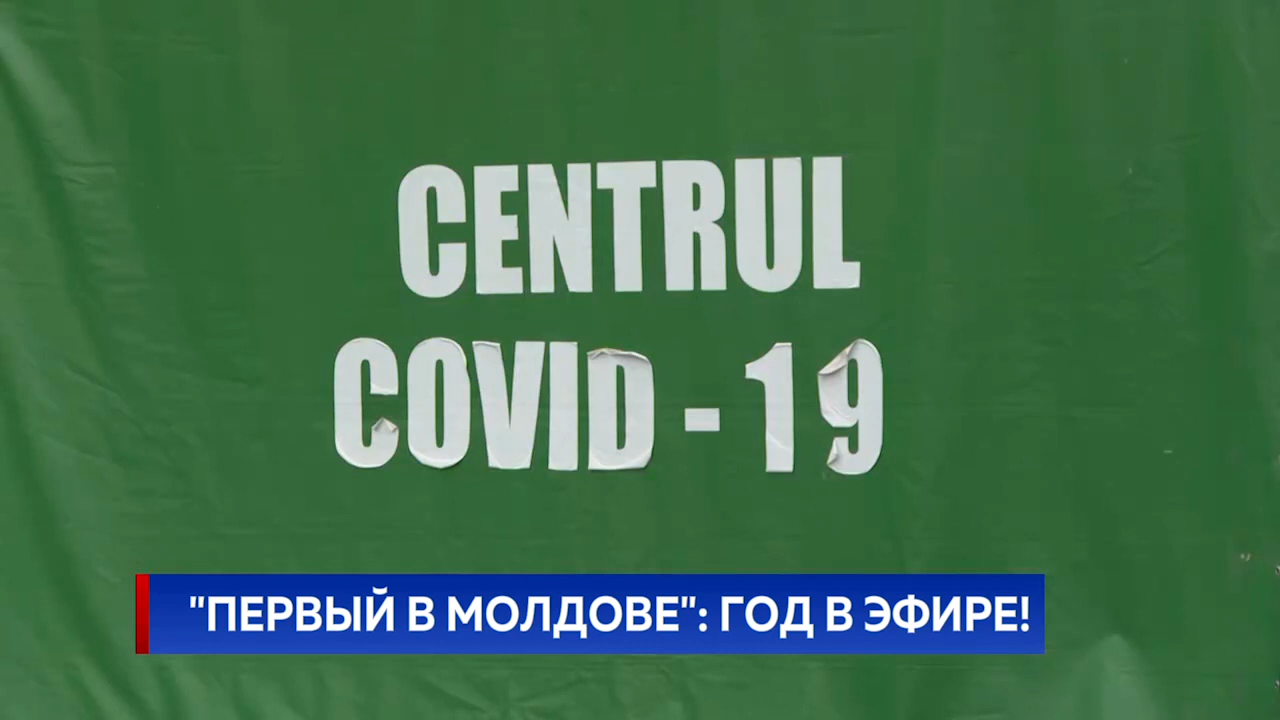 CENTRUL
COVID - 19
"ПЕРВЫЙ В МОЛДОВЕ": ГОД В ЭФИРЕ!